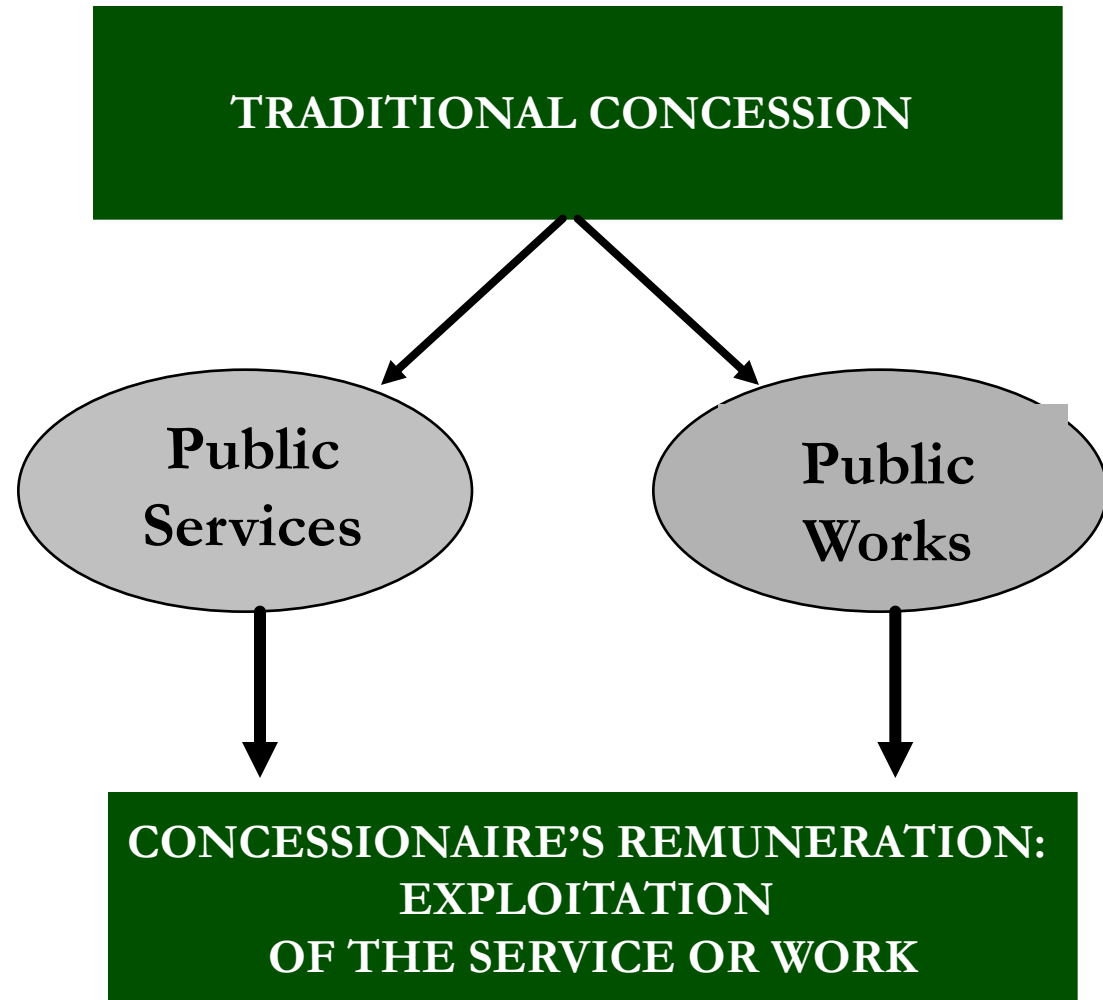 TRADITIONAL CONCESSION
Public
Services
Public
Works
CONCESSIONAIRE’S REMUNERATION:
EXPLOITATION
OF THE SERVICE OR WORK